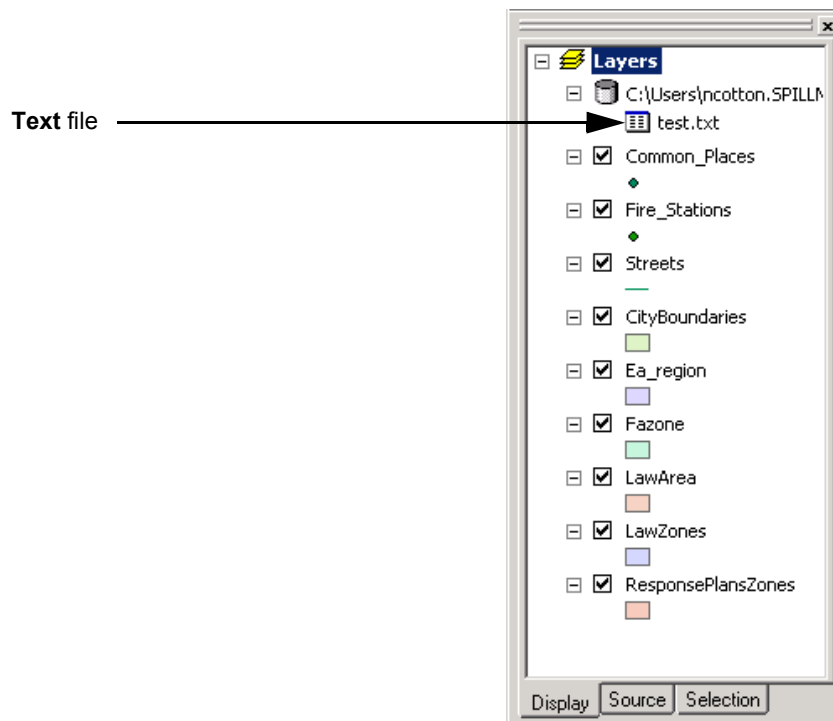 Layers
C:\Users\ncotton.SPILLM
Text file
test.txt
Common_Places
Fire_Stations
Streets
CityBoundaries
Ea_region
Fazone
LawArea
LawZones
ResponsePlansZones
Display Source Selection